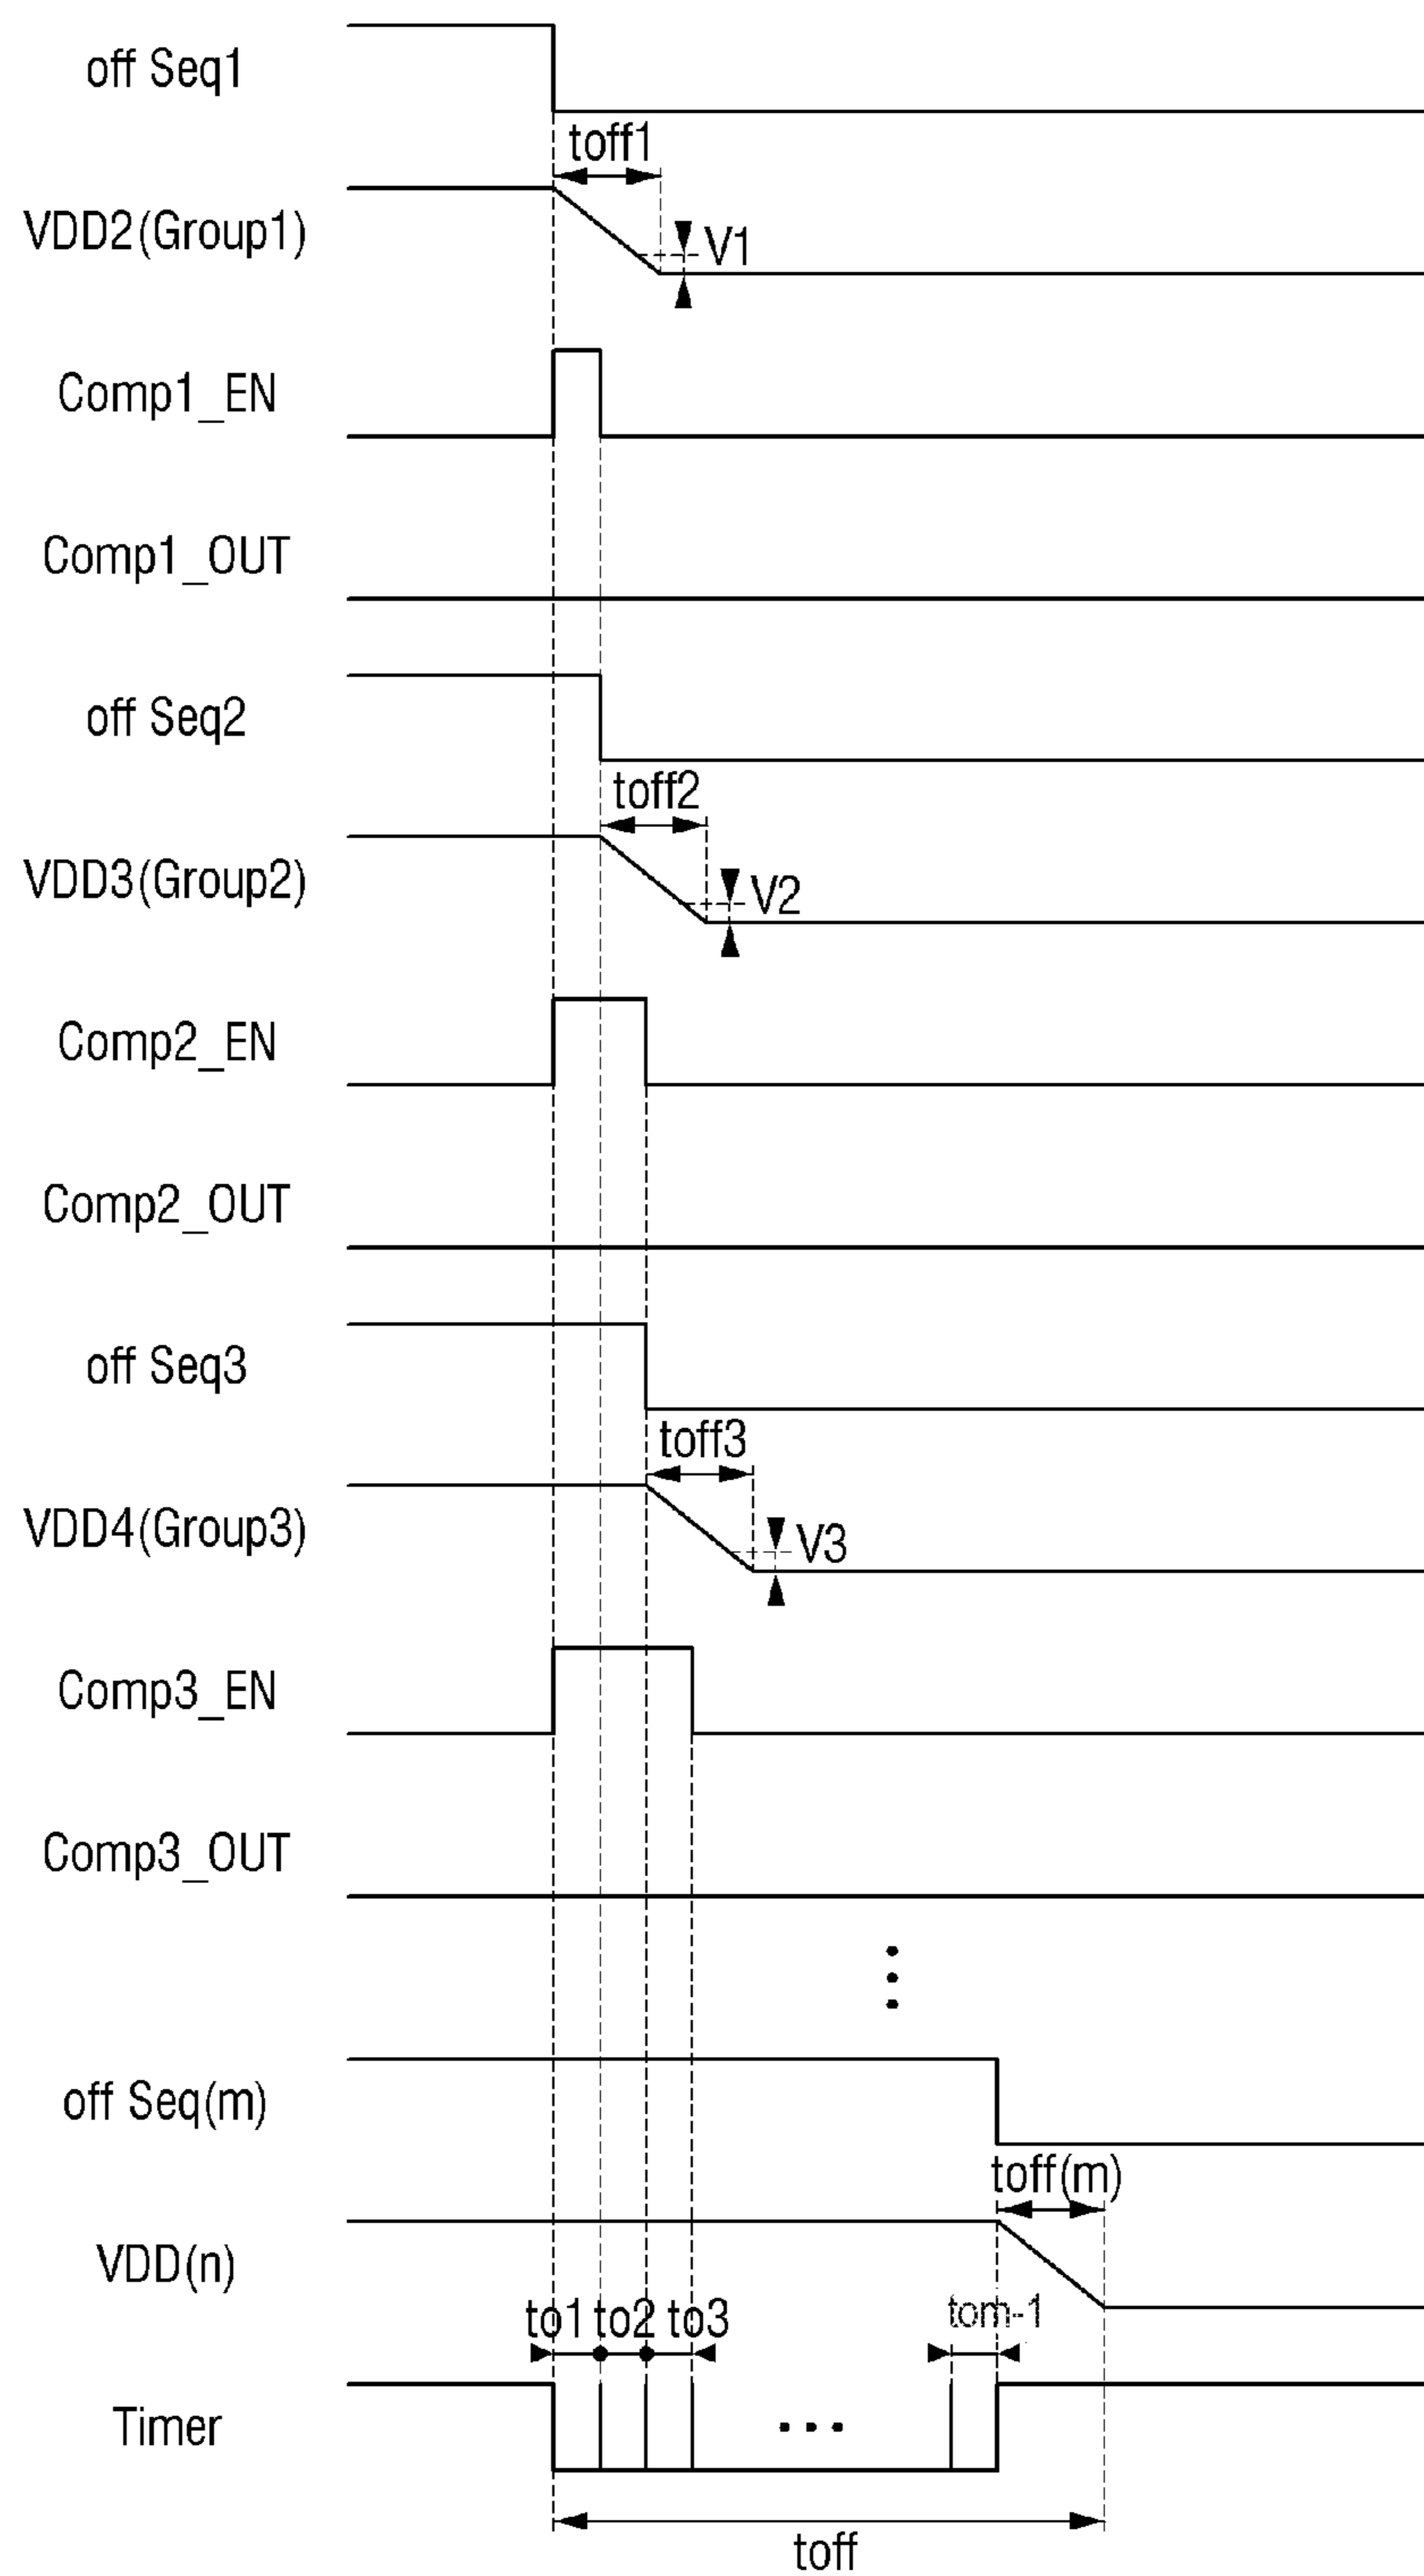 off Seq1
toff1
VDD2(Group1)
V1
Comp1_EN
Comp1_OUT
off Seq2
toff2
VDD3(Group2)
V2
Comp2_EN
Comp2_OUT
off Seq3
toff3
VDD4(Group3)
V3
Comp3_EN
Comp3_OUT
off Seq(m)
toff(m)
VDD(n)
to1 to2 to3 tom-1
Timer
toff